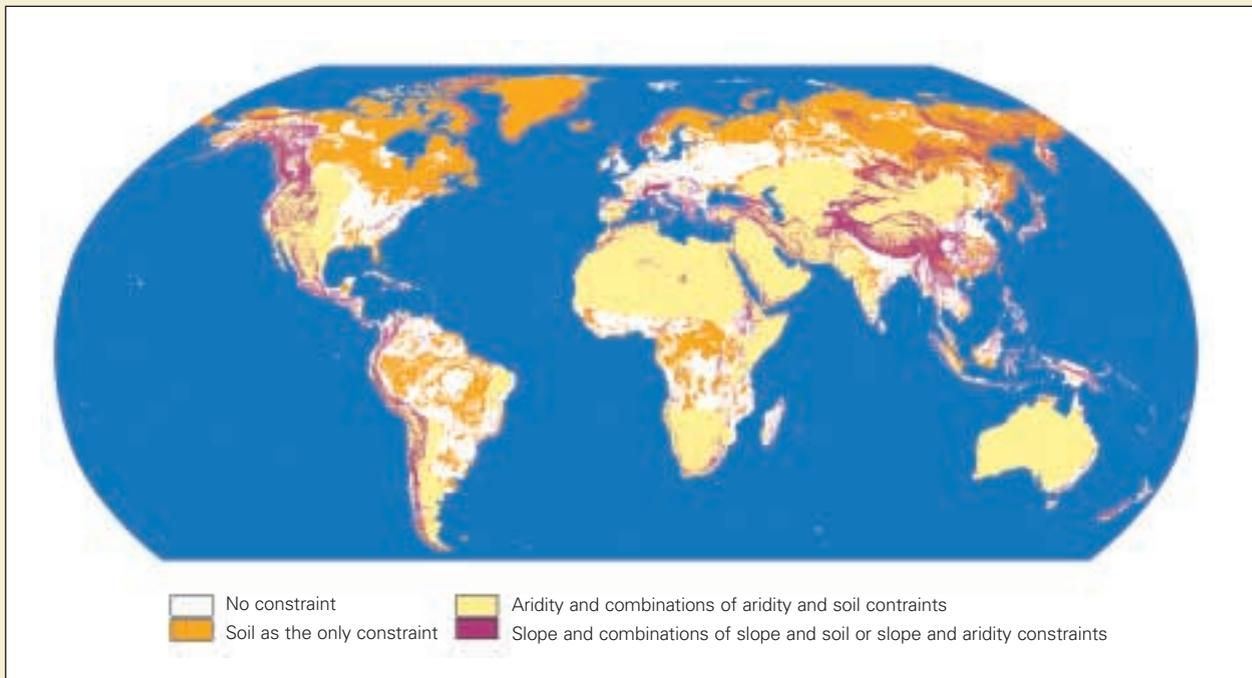 No constraint
Soil as the only constraint
Aridity and combinations of aridity and soil contraints
Slope and combinations of slope and soil or slope and aridity constraints